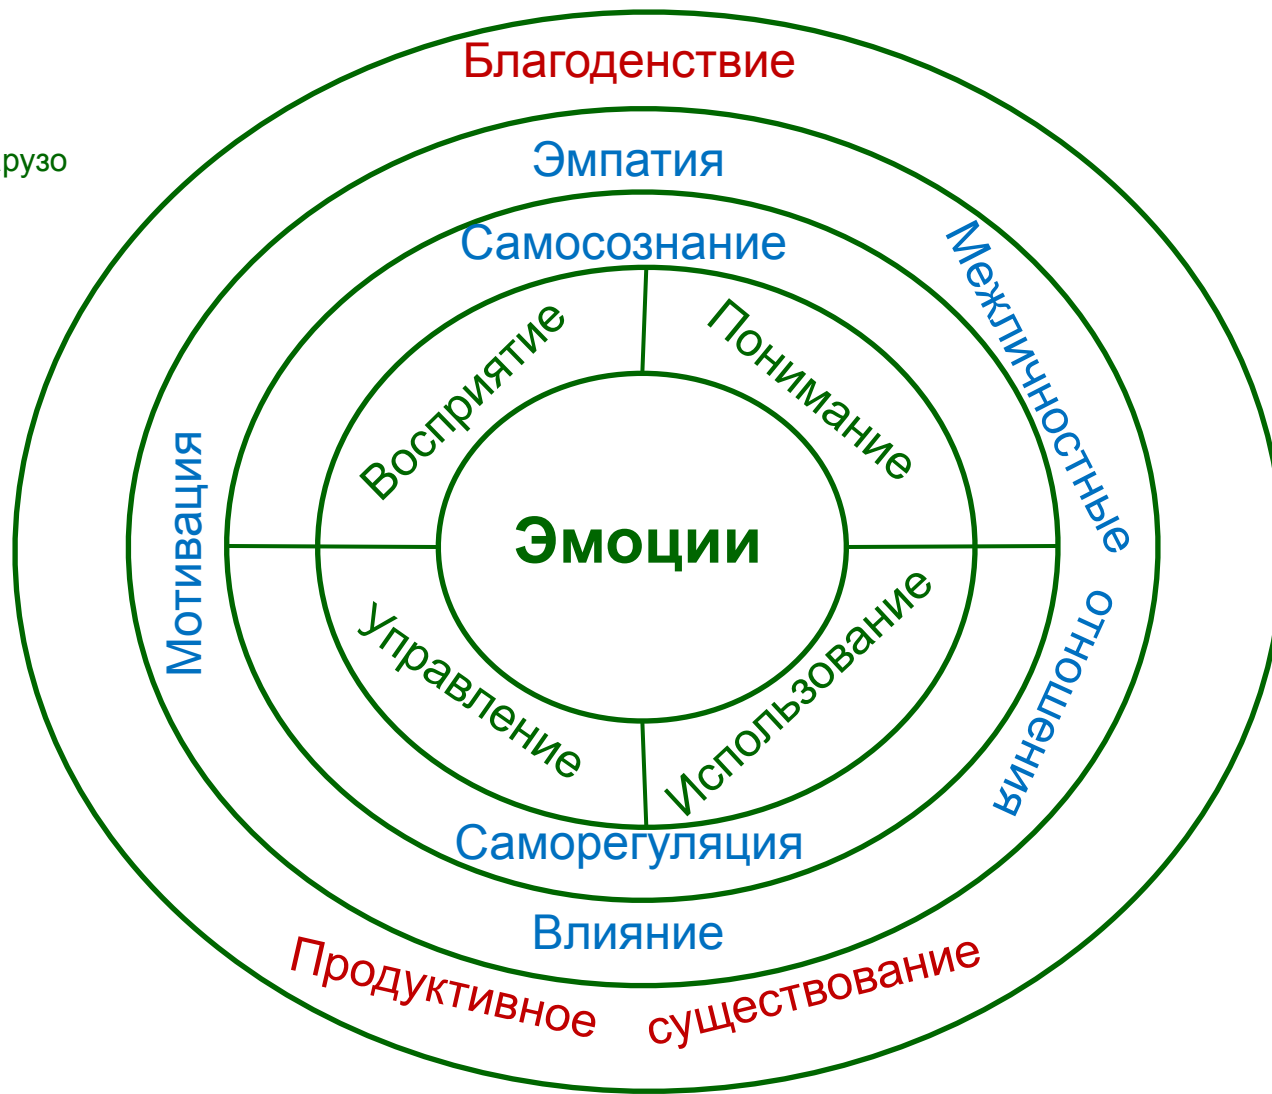 Благоденствие
рузо
Эмпатия
Самосознание
Межличностные
отношения
Восприятие
Понимание
Мотивация
Эмоции
Управление
Использование
Саморегуляция
Влияние
Продуктивное существование